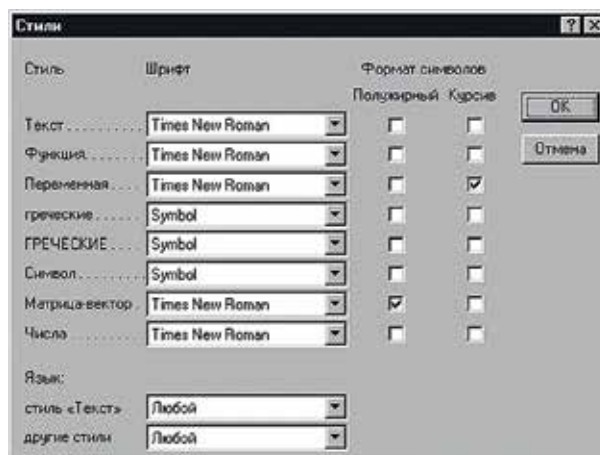 Стили
Стиль Шрифт Формат символов
Полужирный Курсив
OK
Текст.......... Times New Roman
Отмена
Функция........ Times New Roman
Переменная.... Times New Roman
греческие...... Symbol
ГРЕЧЕСКИЕ.... Symbol
Символ......... Symbol
Матрица-вектор. Times New Roman
Числа.......... Times New Roman
Язык:
стиль «Текст» Любой
другие стили Любой